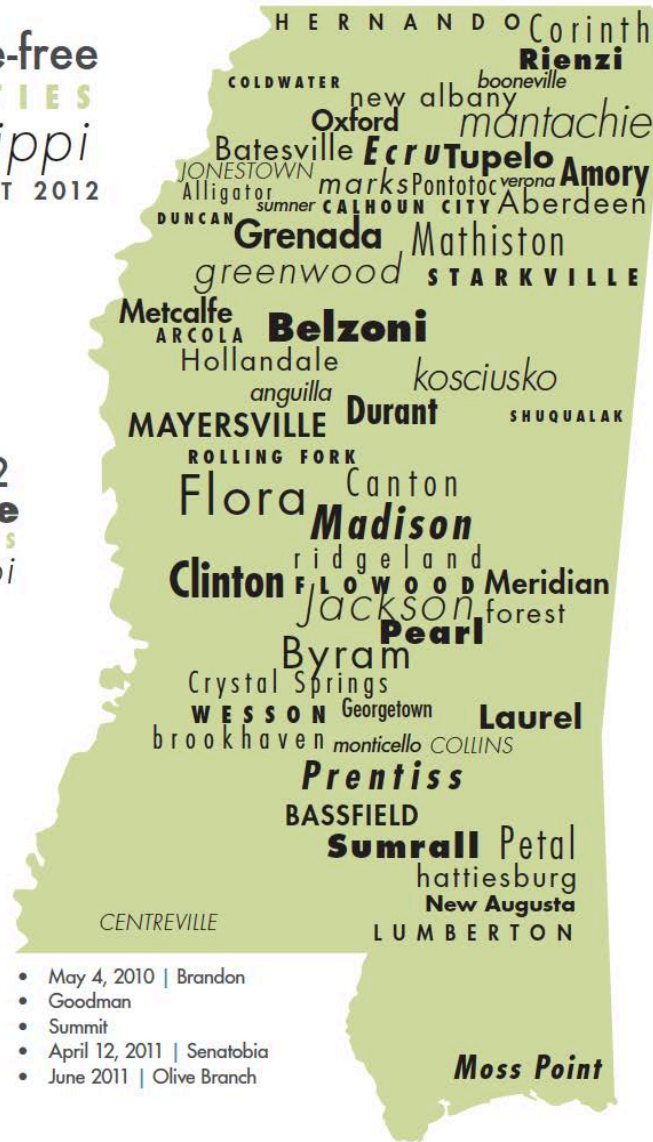 HERNANDO Corinth
e-free
Rienzi
COLDWATER booneville
TIES
new albany
ippi
Oxford mantachie
T 2012
Batesville Ecru Tupelo
JONESTOWN Amory
Alligator marks Pontotoc verona
DUNCAN sumner CALHOUN CITY Aberdeen
Grenada Mathiston
greenwood STARKVILLE
Metcalfe
ARCOLA Belzoni
Hollandale
kosciusko
anguilla
Durant SHUQUALAK
MAYERSVILLE
ROLLING FORK
2
Canton
Flora
e
Madison
S
ridgeland
pi
Clinton FLOWOOD Meridian
Jackson forest
Pearl
Byram
Crystal Springs
WESSON Georgetown Laurel
brookhaven monticello COLLINS
Prentiss
BASSFIELD
Sumrall Petal
hattiesburg
New Augusta
CENTREVILLE
LUMBERTON
• May 4, 2010 | Brandon
• Goodman
• Summit
• April 12, 2011 | Senatobia
• June 2011 | Olive Branch
Moss Point